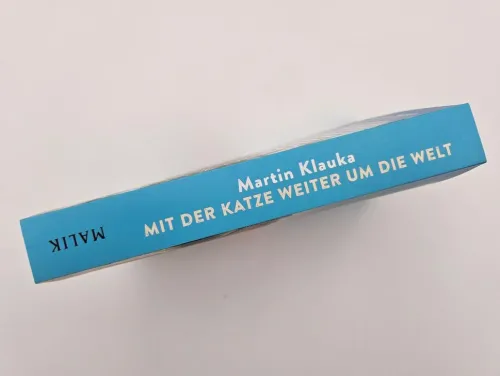 Martin Klauka
MIT DER KATZE WEITER UM DIE WELT
MALIK